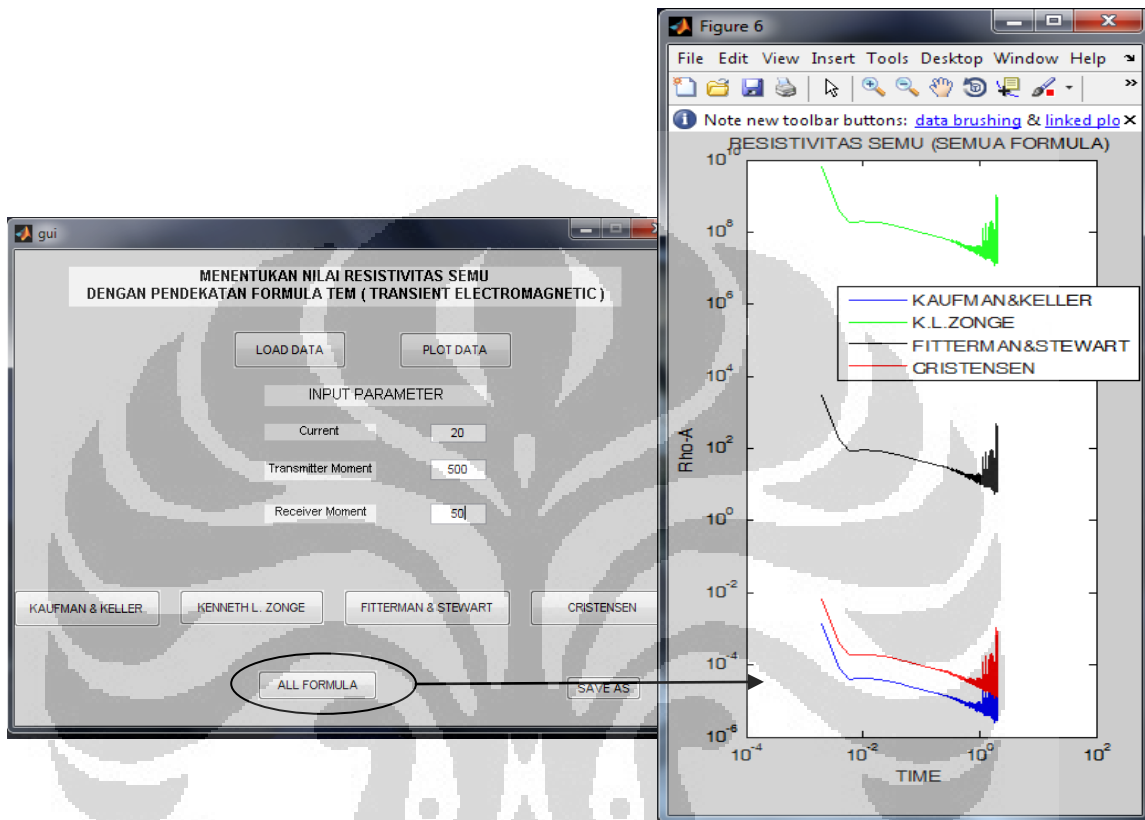 gui
MENENTUKAN NILAI RESISTIVITAS SEMU
DENGAN PENDEKATAN FORMULA TEM ( TRANSIENT ELECTROMAGNETIC )
LOAD DATA
PLOT DATA
INPUT PARAMETER
Current
20
Transmitter Moment
500
Receiver Moment
50
KAUFMAN & KELLER
KENNETH L. ZONGE
FITTERMAN & STEWART
CRISTENSEN
ALL FORMULA
SAVE AS
Figure 6
File Edit View Insert Tools Desktop Window Help
Note new toolbar buttons: data brushing & linked plo
RESISTIVITAS SEMU (SEMUA FORMULA)
10^10
10^8
10^6
10^4
10^2
10^0
10^-2
10^-4
10^-6
Rho-A
KAUFMAN&KELLER
K.L.ZONGE
FITTERMAN&STEWART
CRISTENSEN
10^-4
10^-2
10^0
10^2
TIME